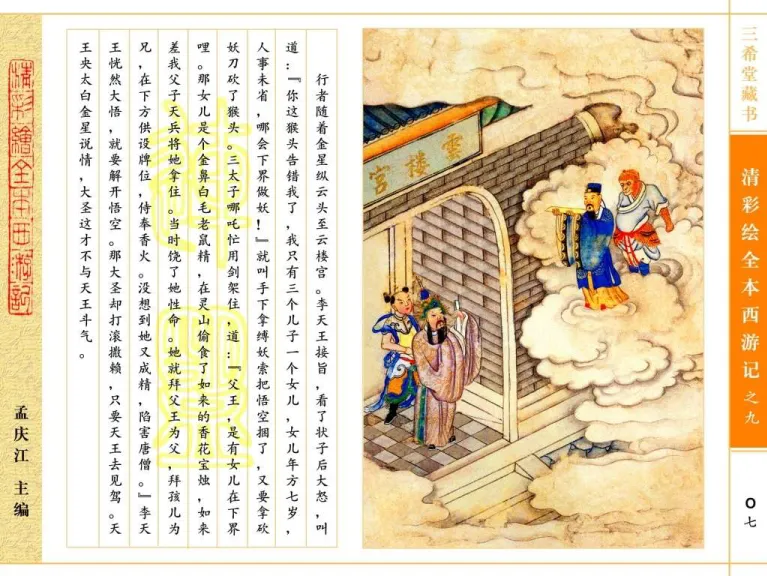 三希堂藏书
清彩绘全本西游记之九
〇七
雲楼宫
行者随着金星纵云头至云楼宫。李天王接旨，看了状子后大怒，叫
道：『你这猴头告错我了，我只有三个儿子一个女儿，女儿年方七岁，
人事未省，哪会下界做妖！』就叫手下拿缚妖索把悟空捆了，又要拿砍
妖刀砍了猴头。三太子哪吒忙用剑架住，道：『父王，是有女儿在下界
哩。那女儿是个金鼻白毛老鼠精，在灵山偷食了如来的香花宝烛，如来
差我父子天兵将她拿住。当时饶了她性命。她就拜父王为父，拜孩儿为
兄，在下方供设牌位，侍奉香火。没想到她又成精，陷害唐僧。』李天
王恍然大悟，就要解开悟空。那大圣却打滚撒赖，只要天王去见驾。天
王央太白金星说情，大圣这才不与天王斗气。
精彩繪全本西游記
孟庆江 主编